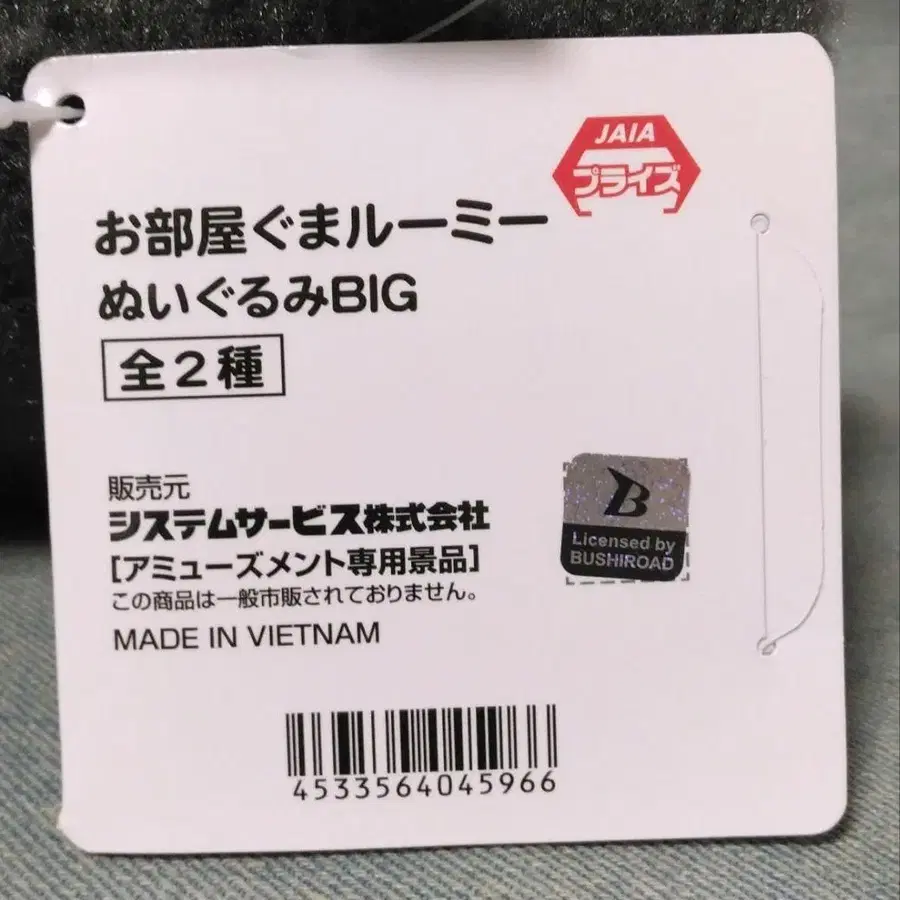 JAIA
プライズ
お部屋ぐまルーミー
ぬいぐるみBIG
全2種
販売元
システムサービス株式会社
[アミューズメント専用景品]
この商品は一般市販されておりません。
MADE IN VIETNAM
B
Licensed by
BUSHIROAD
4533564045966